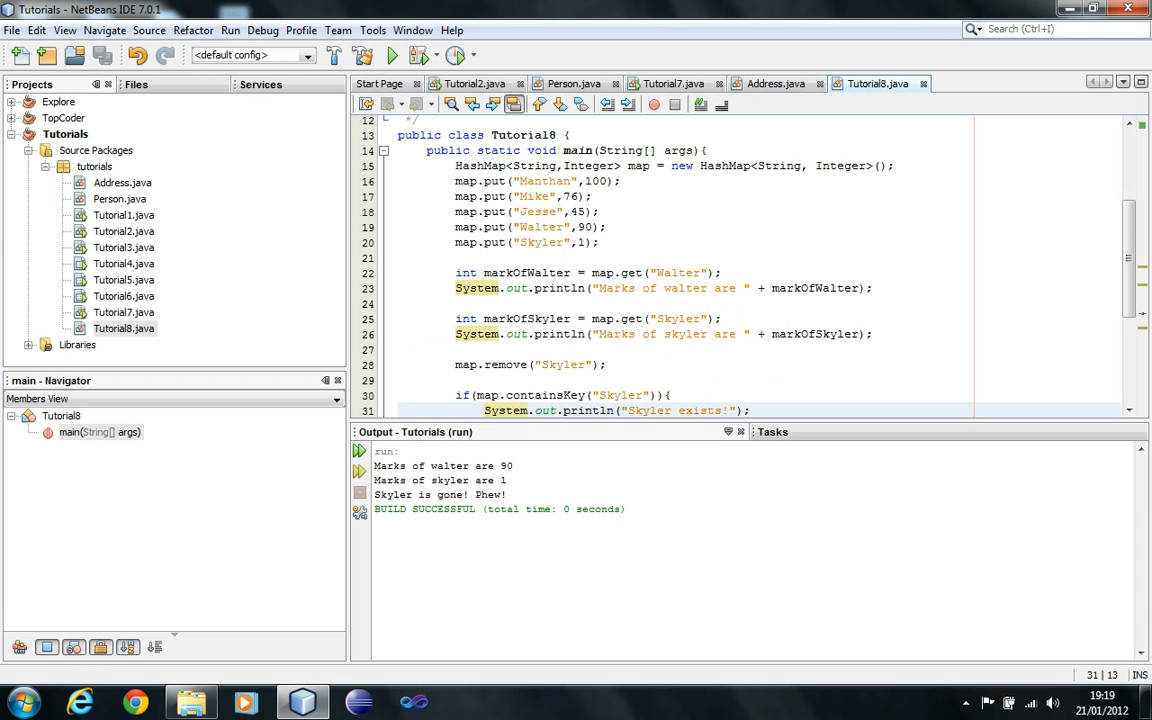 Tutorials - NetBeans IDE 7.0.1
File Edit View Navigate Source Refactor Run Debug Profile Team Tools Window Help
Search (Ctrl+I)
<default config>
Projects Files Services
Start Page Tutorial2.java Person.java Tutorial7.java Address.java Tutorial8.java
Explore
TopCoder
Tutorials
Source Packages
tutorials
Address.java
Person.java
Tutorial1.java
Tutorial2.java
Tutorial3.java
Tutorial4.java
Tutorial5.java
Tutorial6.java
Tutorial7.java
Tutorial8.java
Libraries
12 */
13 public class Tutorial8 {
14 public static void main(String[] args){
15 HashMap<String,Integer> map = new HashMap<String, Integer>();
16 map.put("Manthan",100);
17 map.put("Mike",76);
18 map.put("Jesse",45);
19 map.put("Walter",90);
20 map.put("Skyler",1);
21
22 int markOfWalter = map.get("Walter");
23 System.out.println("Marks of walter are " + markOfWalter);
24
25 int markOfSkyler = map.get("Skyler");
26 System.out.println("Marks of skyler are " + markOfSkyler);
27
28 map.remove("Skyler");
29
30 if(map.containsKey("Skyler")){
31 System.out.println("Skyler exists!");
main - Navigator
Members View
Tutorial8
main(String[] args)
Output - Tutorials (run) Tasks
run:
Marks of walter are 90
Marks of skyler are 1
Skyler is gone! Phew!
BUILD SUCCESSFUL (total time: 0 seconds)
31 | 13 INS
19:19
21/01/2012